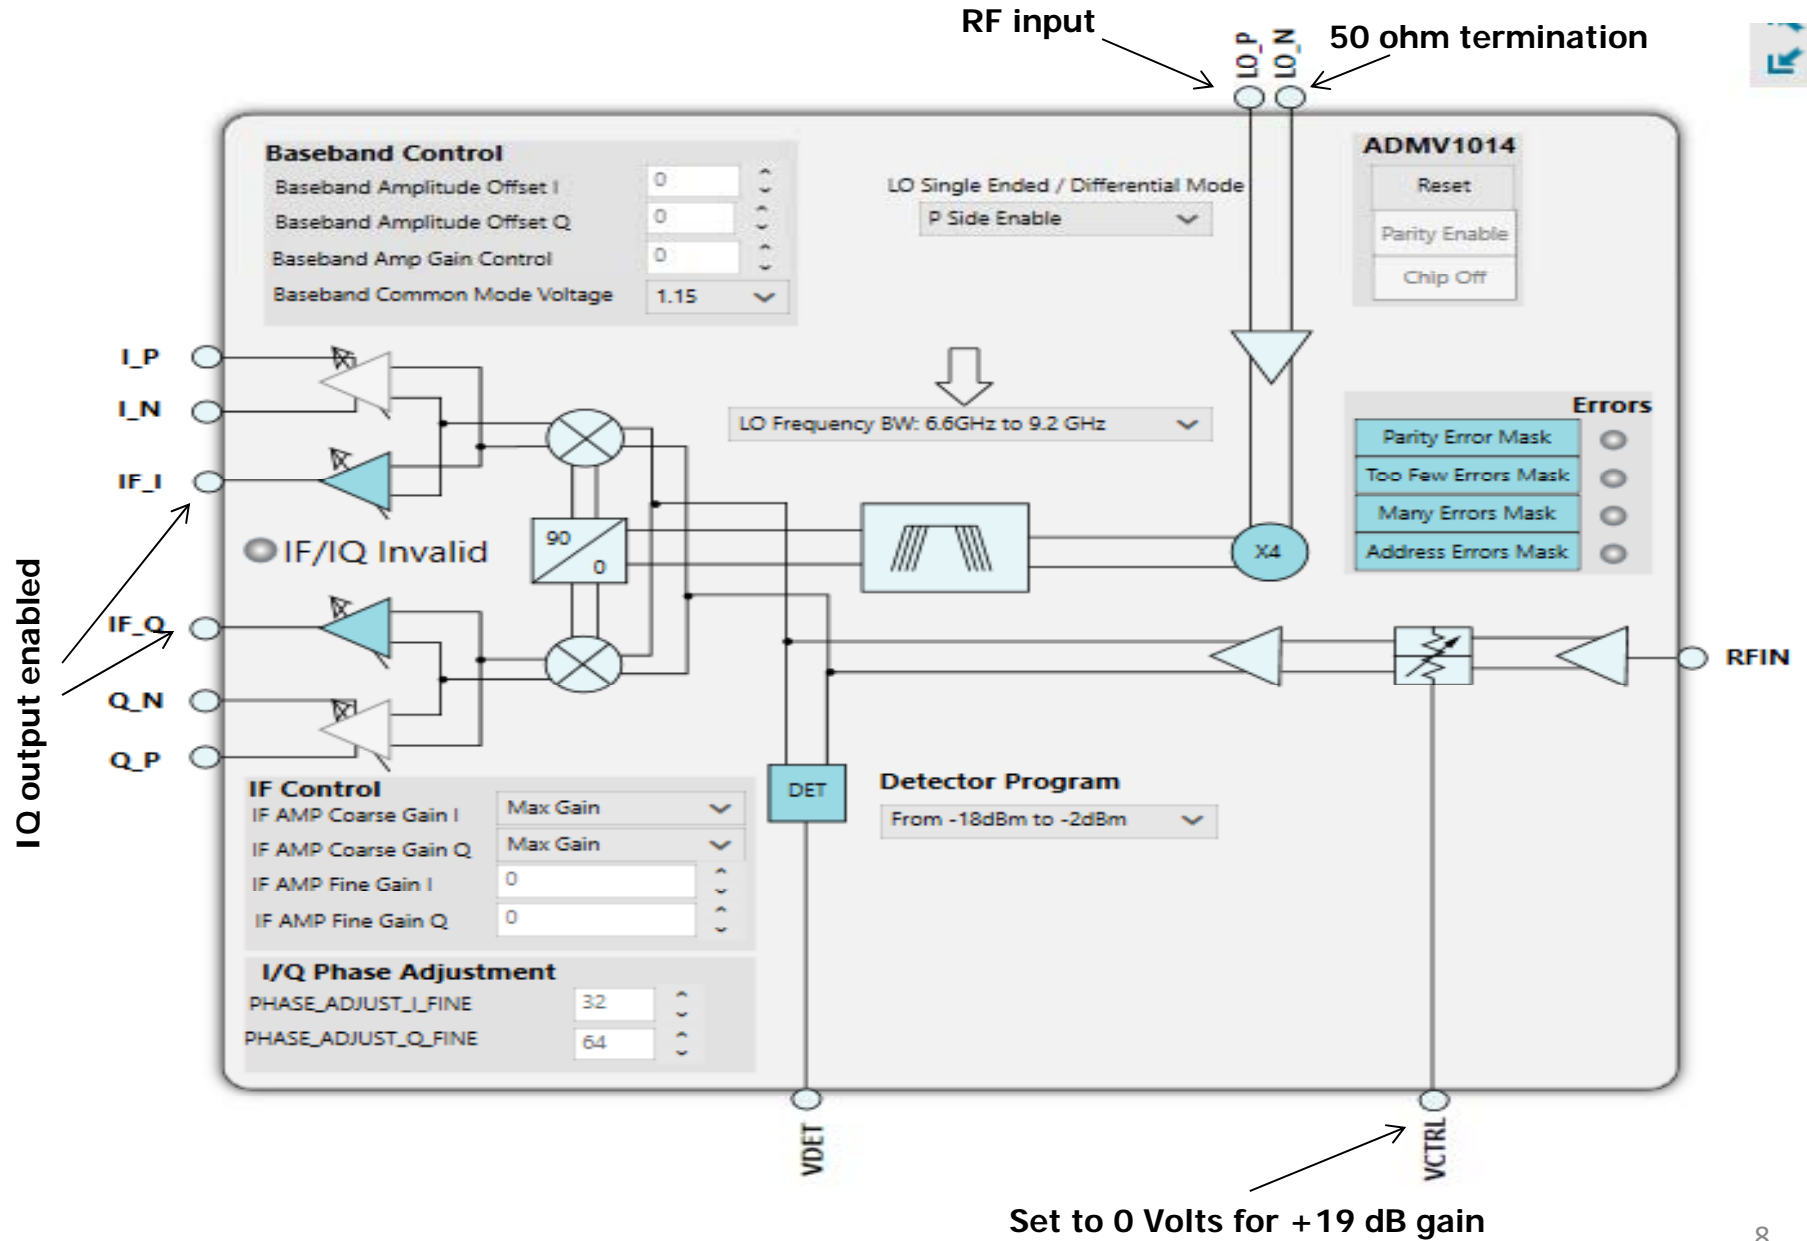 RF input
LO_P
LO_N
50 ohm termination
Baseband Control
Baseband Amplitude Offset I
0
Baseband Amplitude Offset Q
0
Baseband Amp Gain Control
0
Baseband Common Mode Voltage
1.15
LO Single Ended / Differential Mode
P Side Enable
ADMV1014
Reset
Parity Enable
Chip Off
I_P
I_N
IF_I
LO Frequency BW: 6.6GHz to 9.2 GHz
Errors
Parity Error Mask
Too Few Errors Mask
Many Errors Mask
Address Errors Mask
IF/IQ Invalid
90
0
X4
IQ output enabled
IF_Q
Q_N
Q_P
RFIN
IF Control
IF AMP Coarse Gain I
Max Gain
IF AMP Coarse Gain Q
Max Gain
IF AMP Fine Gain I
0
IF AMP Fine Gain Q
0
DET
Detector Program
From -18dBm to -2dBm
I/Q Phase Adjustment
PHASE_ADJUST_I_FINE
32
PHASE_ADJUST_Q_FINE
64
VDET
VCTRL
Set to 0 Volts for +19 dB gain
8